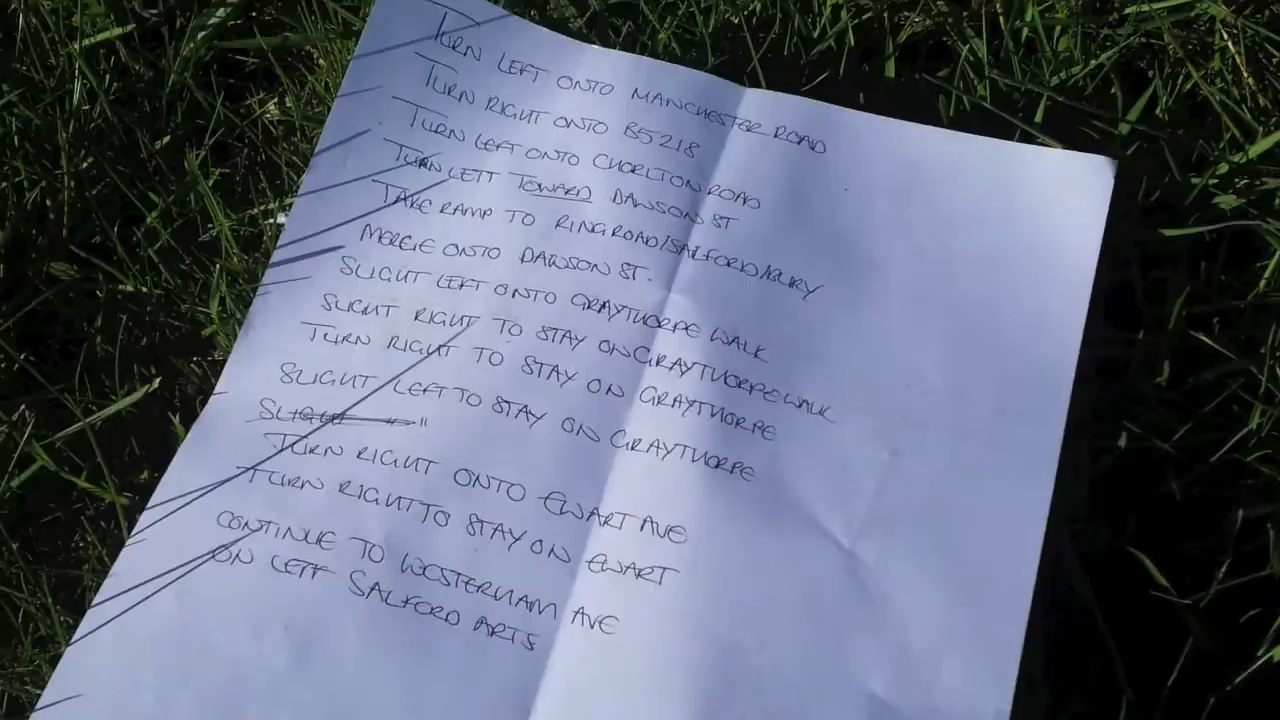 TURN LEFT ONTO MANCHESTER ROAD
TURN RIGHT ONTO B5218
TURN LEFT ONTO CHORLTON ROAD
TURN LEFT TOWARD DAWSON ST
TAKE RAMP TO RINGROAD/SALFORD/BURY
MERGE ONTO DAWSON ST.
SLIGHT LEFT ONTO GRAYTHORPE WALK
SLIGHT RIGHT TO STAY ON GRAYTHORPE WALK
TURN RIGHT TO STAY ON GRAYTHORPE
SLIGHT LEFT TO STAY ON GRAYTHORPE
SLIGHT "
TURN RIGHT ONTO EWART AVE
TURN RIGHT TO STAY ON EWART
CONTINUE TO WESTERHAM AVE
ON LEFT SALFORD ARTS